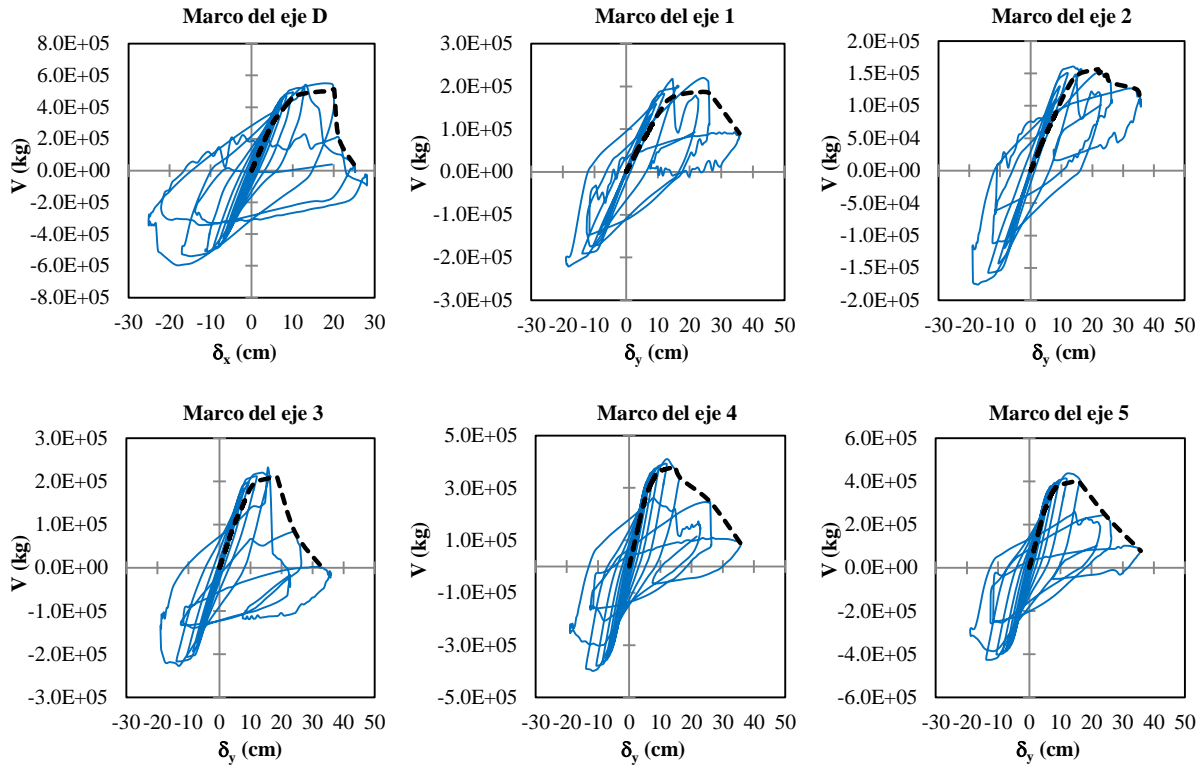 Marco del eje D
8.0E+05
6.0E+05
4.0E+05
2.0E+05
0.0E+00
-2.0E+05
-4.0E+05
-6.0E+05
-8.0E+05
V (kg)
-30 -20 -10 0 10 20 30
δx (cm)
Marco del eje 1
3.0E+05
2.0E+05
1.0E+05
0.0E+00
-1.0E+05
-2.0E+05
-3.0E+05
V (kg)
-30 -20 -10 0 10 20 30 40 50
δy (cm)
Marco del eje 2
2.0E+05
1.5E+05
1.0E+05
5.0E+04
0.0E+00
-5.0E+04
-1.0E+05
-1.5E+05
-2.0E+05
V (kg)
-30 -20 -10 0 10 20 30 40 50
δy (cm)
Marco del eje 3
3.0E+05
2.0E+05
1.0E+05
0.0E+00
-1.0E+05
-2.0E+05
-3.0E+05
V (kg)
-30 -20 -10 0 10 20 30 40 50
δy (cm)
Marco del eje 4
5.0E+05
3.0E+05
1.0E+05
-1.0E+05
-3.0E+05
-5.0E+05
V (kg)
-30 -20 -10 0 10 20 30 40 50
δy (cm)
Marco del eje 5
6.0E+05
4.0E+05
2.0E+05
0.0E+00
-2.0E+05
-4.0E+05
-6.0E+05
V (kg)
-30 -20 -10 0 10 20 30 40 50
δy (cm)